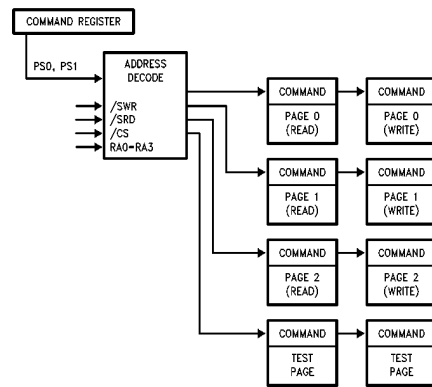 COMMAND REGISTER
PS0, PS1
ADDRESS
DECODE
/SWR
/SRD
/CS
RA0=RA3
COMMAND
PAGE 0
(READ)
COMMAND
PAGE 0
(WRITE)
COMMAND
PAGE 1
(READ)
COMMAND
PAGE 1
(WRITE)
COMMAND
PAGE 2
(READ)
COMMAND
PAGE 2
(WRITE)
COMMAND
TEST
PAGE
COMMAND
TEST
PAGE